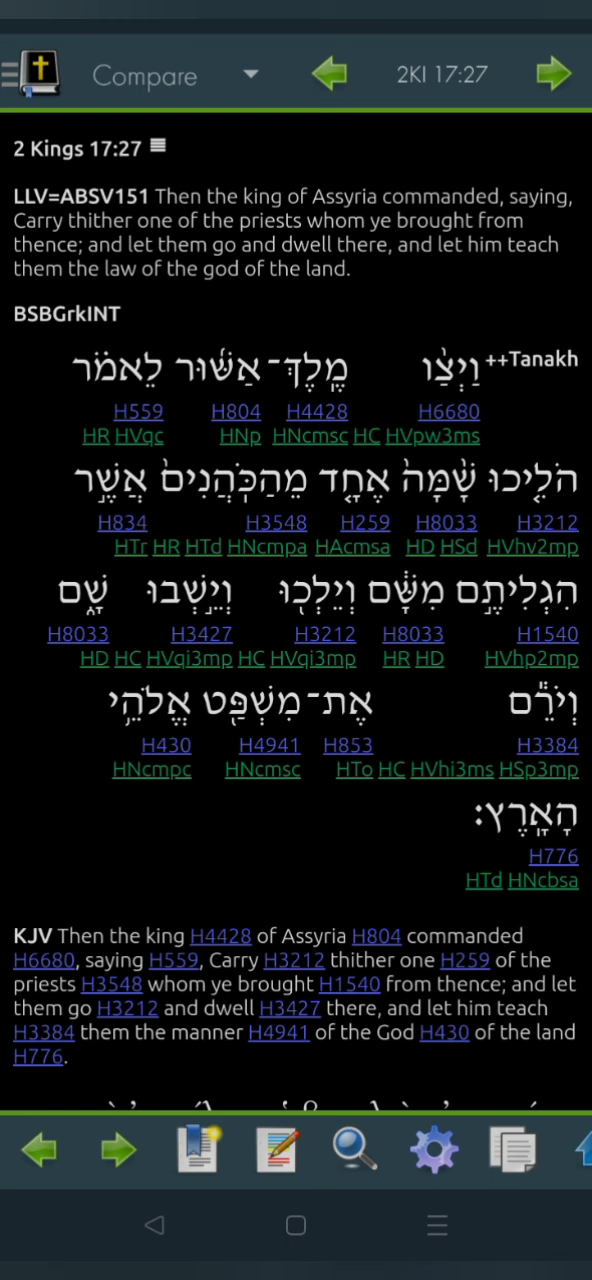 Compare
2KI 17:27
2 Kings 17:27
LLV=ABSV151 Then the king of Assyria commanded, saying,
Carry thither one of the priests whom ye brought from
thence; and let them go and dwell there, and let him teach
them the law of the god of the land.
BSBGrkINT
++Tanakh וַיְצַ֨ו מֶֽלֶךְ־ אַשּׁ֜וּר לֵאמֹ֗ר
H559 H804 H4428 H6680
HR HVqc HNp HNcmsc HC HVpw3ms
הֹלִ֤יכוּ שָׁ֙מָּה֙ אֶחָ֤ד מֵהַכֹּֽהֲנִים֙ אֲשֶׁ֣ר
H834 H3548 H259 H8033 H3212
HTr HR HTd HNcmpa HAcmsa HD HSd HVhv2mp
הִגְלִיתֶ֣ם מִשָּׁ֔ם וְיֵלְכ֖וּ וְיֵ֣שְׁבוּ שָׁ֑ם
H8033 H3427 H3212 H8033 H1540
HD HC HVqi3mp HC HVqi3mp HR HD HVhp2mp
וְיֹרֵ֕ם אֶת־ מִשְׁפַּ֖ט אֱלֹהֵ֥י
H430 H4941 H853 H3384
HNcmpc HNcmsc HTo HC HVhi3ms HSp3mp
הָאָֽרֶץ׃
H776
HTd HNcbsa
KJV Then the king H4428 of Assyria H804 commanded
H6680, saying H559, Carry H3212 thither one H259 of the
priests H3548 whom ye brought H1540 from thence; and let
them go H3212 and dwell H3427 there, and let him teach
H3384 them the manner H4941 of the God H430 of the land
H776.